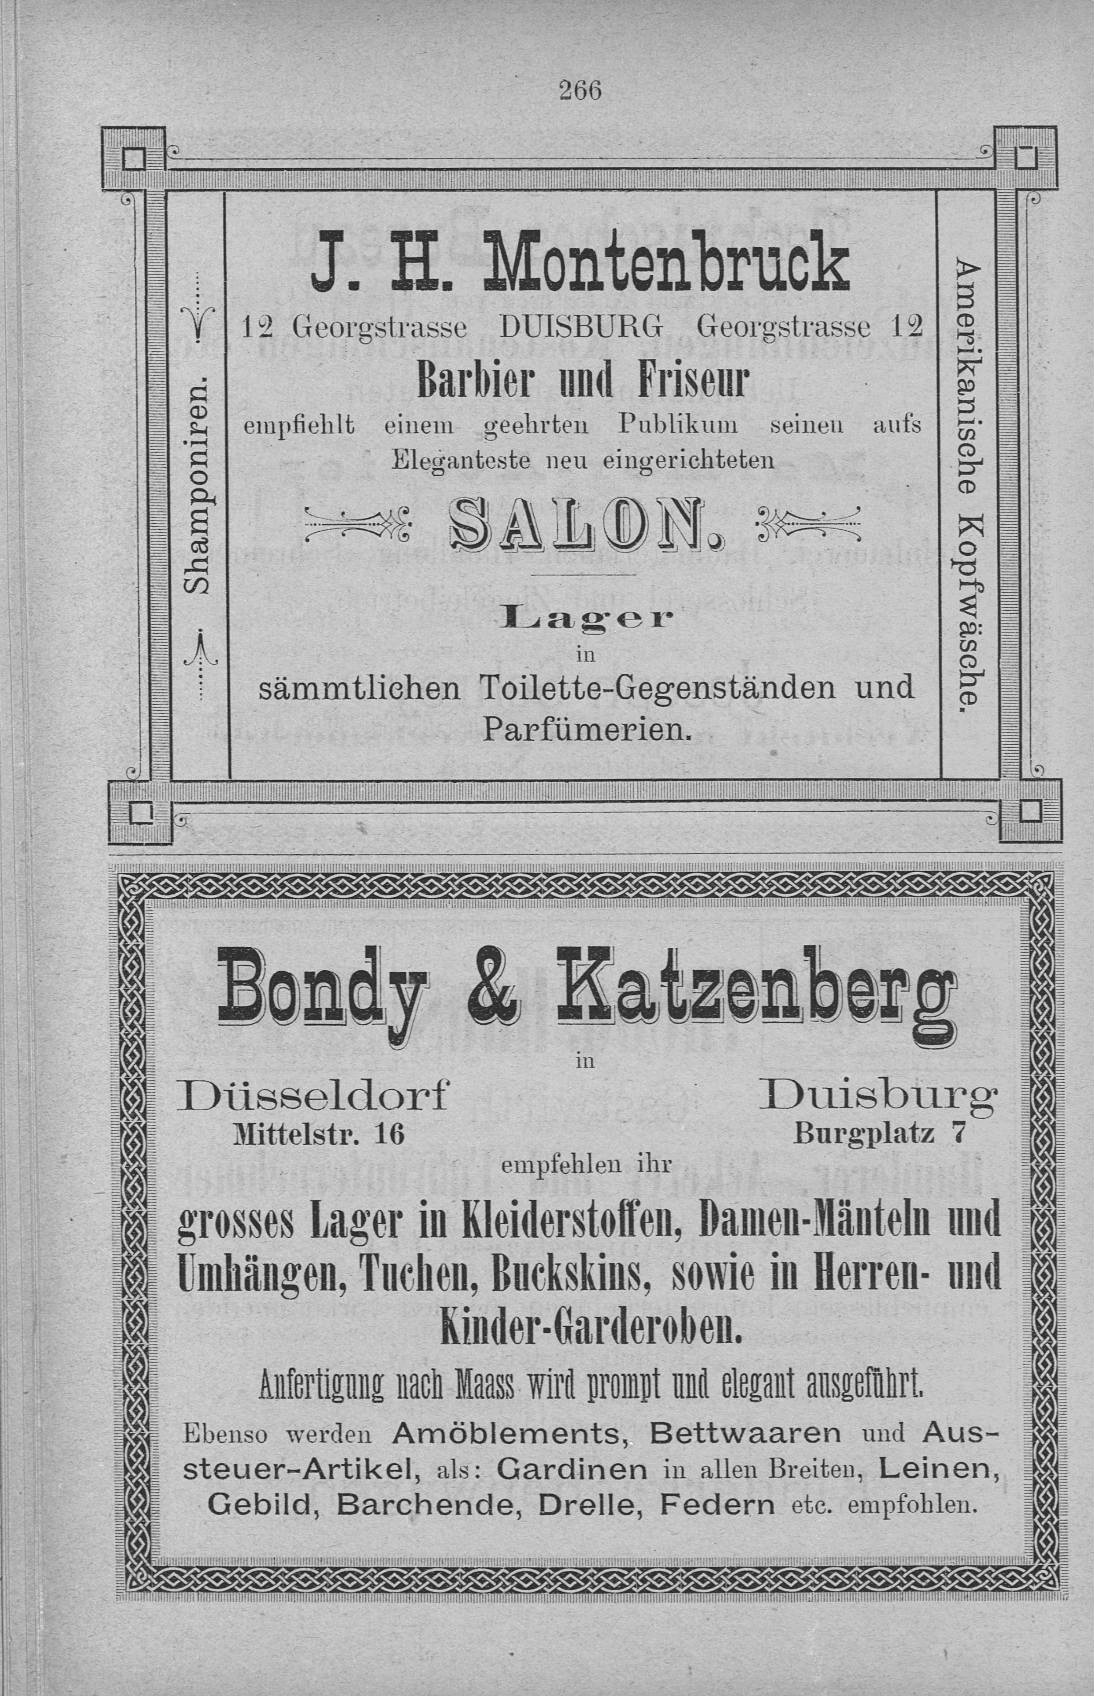 266
J. H. Montenbruck
12 Georgstrasse DUISBURG Georgstrasse 12
Barbier und Friseur
empfiehlt einem geehrten Publikum seinen aufs
Eleganteste neu eingerichteten
SALON.
Lager
in
sämmtlichen Toilette-Gegenständen und
Parfümerien.
Shamponiren.
Amerikanische Kopfwäsche.
Bondy & Katzenberg
in
Düsseldorf Duisburg
Mittelstr. 16 Burgplatz 7
empfehlen ihr
grosses Lager in Kleiderstoffen, Damen-Mänteln und
Umhängen, Tuchen, Buckskins, sowie in Herren- und
Kinder-Garderoben.
Anfertigung nach Maass wird prompt und elegant ausgeführt.
Ebenso werden Amöblements, Bettwaaren und Aus-
steuer-Artikel, als: Gardinen in allen Breiten, Leinen,
Gebild, Barchende, Drelle, Federn etc. empfohlen.